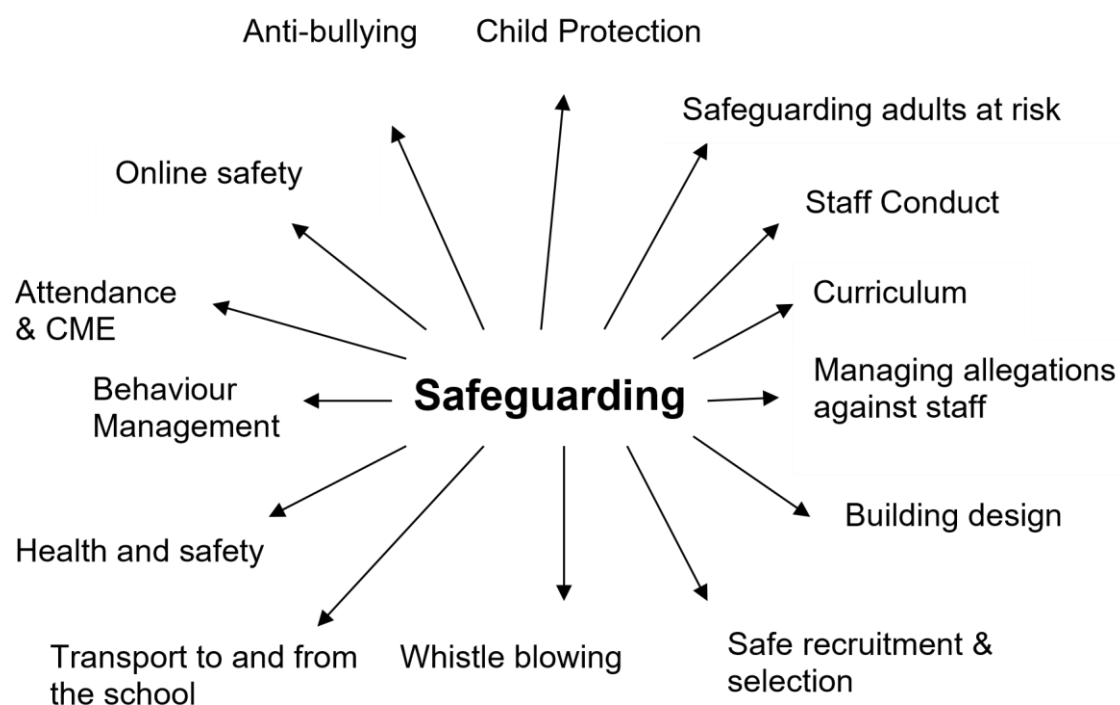 Anti-bullying
Child Protection
Safeguarding adults at risk
Online safety
Staff Conduct
Attendance
& CME
Curriculum
Behaviour
Management
Safeguarding
Managing allegations
against staff
Building design
Health and safety
Transport to and from
the school
Whistle blowing
Safe recruitment &
selection